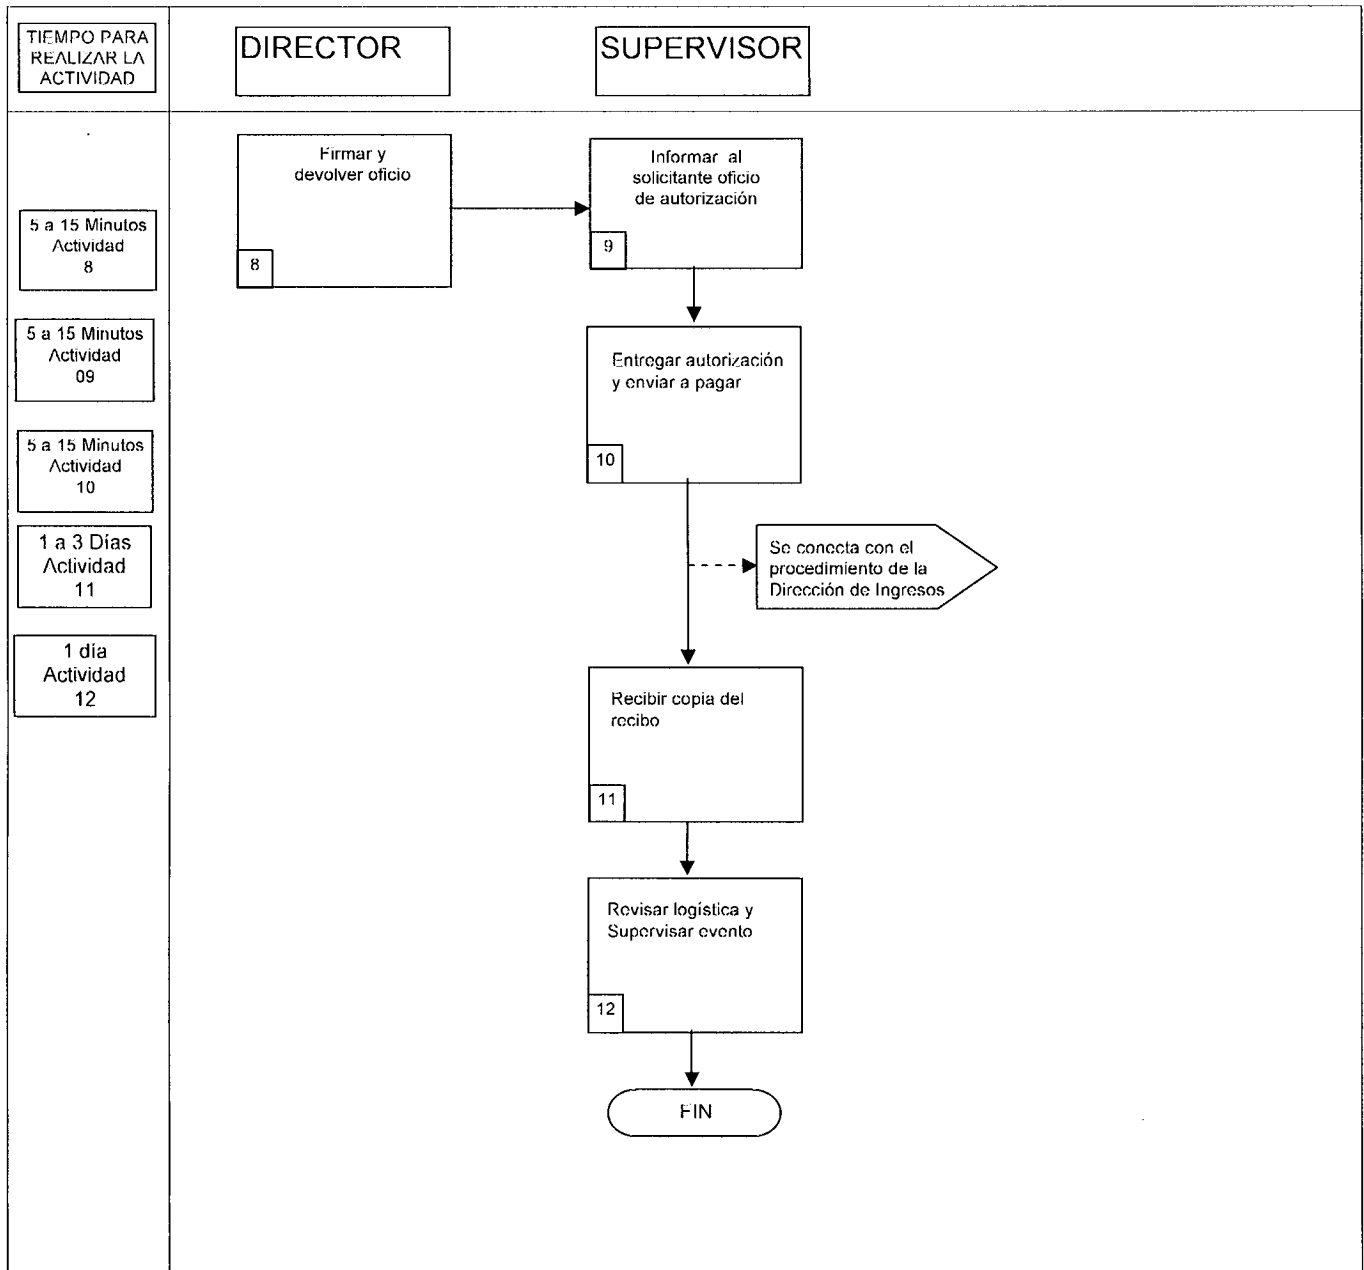 TIEMPO PARA
REALIZAR LA
ACTIVIDAD
DIRECTOR
SUPERVISOR
Firmar y
devolver oficio
8
Informar al
solicitante oficio
de autorización
9
5 a 15 Minutos
Actividad
8
5 a 15 Minutos
Actividad
09
Entregar autorización
y enviar a pagar
10
5 a 15 Minutos
Actividad
10
1 a 3 Días
Actividad
11
Se conecta con el
procedimiento de la
Dirección de Ingresos
1 día
Actividad
12
Recibir copia del
recibo
11
Revisar logística y
Supervisar evento
12
FIN